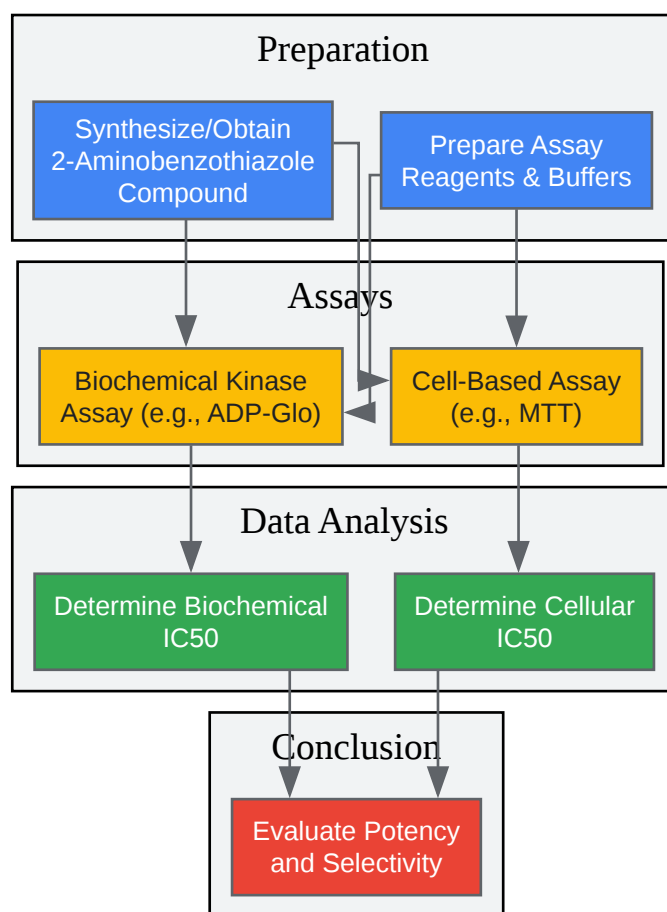 Preparation
Synthesize/Obtain
2-Aminobenzothiazole
Compound
Prepare Assay
Reagents & Buffers
Assays
Biochemical Kinase
Assay (e.g., ADP-Glo)
Cell-Based Assay
(e.g., MTT)
Data Analysis
Determine Biochemical
IC50
Determine Cellular
IC50
Conclusion
Evaluate Potency
and Selectivity